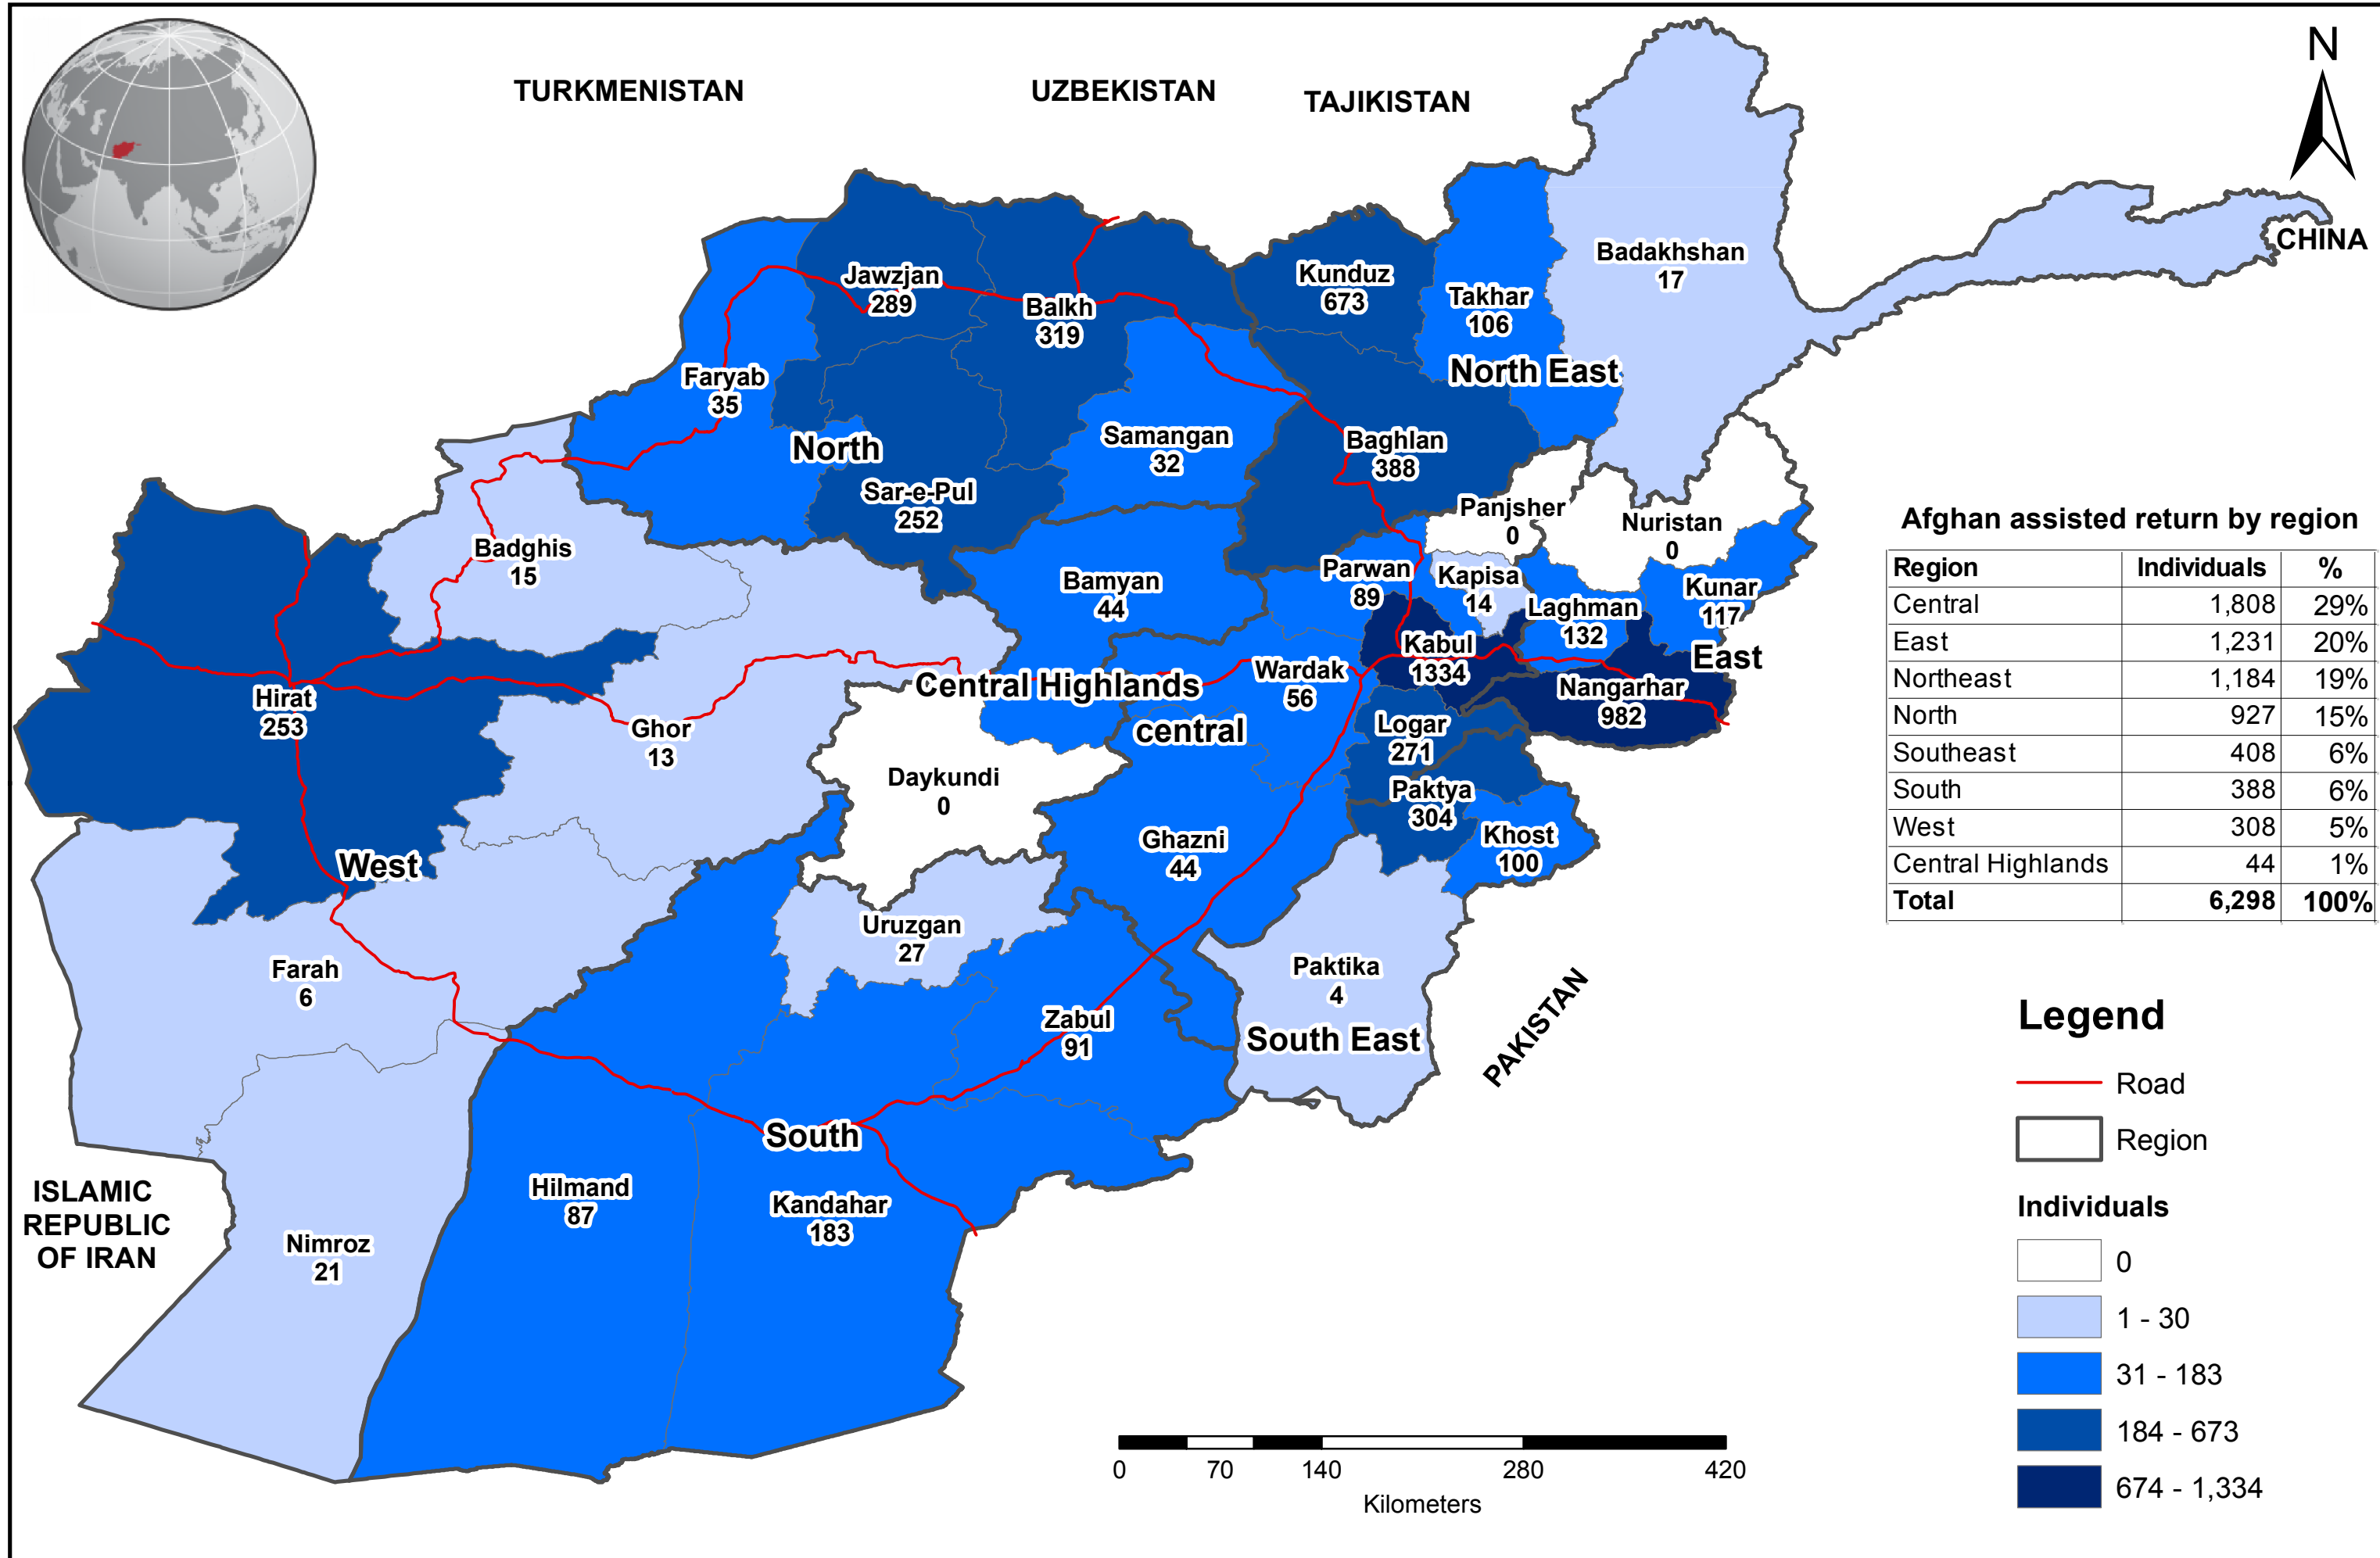 TURKMENISTAN
UZBEKISTAN
TAJIKISTAN
N
CHINA
Badakhshan
17
Jawzjan
289
Balkh
319
Kunduz
673
Takhar
106
North East
Faryab
35
North
Samangan
32
Baghlan
388
Sar-e-Pul
252
Panjsher
0
Nuristan
0
Badghis
15
Bamyan
44
Parwan
89
Kapisa
14
Laghman
132
Kunar
117
East
Hirat
253
Ghor
13
Central Highlands
central
Wardak
56
Kabul
1334
Nangarhar
982
Logar
271
Daykundi
0
Paktya
304
Khost
100
Ghazni
44
West
Uruzgan
27
Farah
6
Paktika
4
South East
Zabul
91
PAKISTAN
South
Hilmand
87
Kandahar
183
Nimroz
21
ISLAMIC
REPUBLIC
OF IRAN
Afghan assisted return by region
Region Individuals %
Central 1,808 29%
East 1,231 20%
Northeast 1,184 19%
North 927 15%
Southeast 408 6%
South 388 6%
West 308 5%
Central Highlands 44 1%
Total 6,298 100%
Legend
Road
Region
Individuals
0
1 - 30
31 - 183
184 - 673
674 - 1,334
0 70 140 280 420
Kilometers